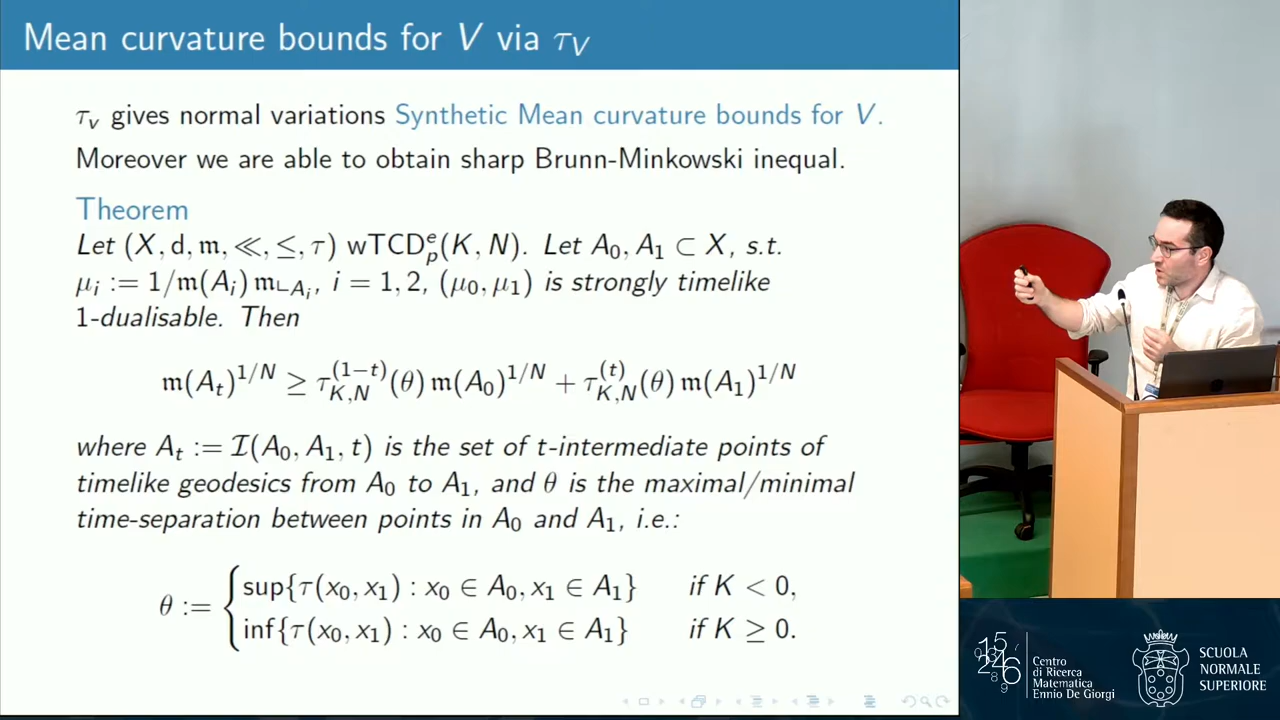 Mean curvature bounds for V via τ_V
τ_v gives normal variations Synthetic Mean curvature bounds for V.
Moreover we are able to obtain sharp Brunn-Minkowski inequal.
Theorem
Let (X, d, 𝔪, ≪, ≤, τ) wTCD^e_p(K, N). Let A_0, A_1 ⊂ X, s.t.
μ_i := 1/𝔪(A_i) 𝔪⌞_{A_i}, i = 1, 2, (μ_0, μ_1) is strongly timelike
1-dualisable. Then
𝔪(A_t)^{1/N} ≥ τ_{K,N}^{(1−t)}(θ) 𝔪(A_0)^{1/N} + τ_{K,N}^{(t)}(θ) 𝔪(A_1)^{1/N}
where A_t := ℐ(A_0, A_1, t) is the set of t-intermediate points of
timelike geodesics from A_0 to A_1, and θ is the maximal/minimal
time-separation between points in A_0 and A_1, i.e.:
θ := { sup{τ(x_0, x_1) : x_0 ∈ A_0, x_1 ∈ A_1} if K < 0,
inf{τ(x_0, x_1) : x_0 ∈ A_0, x_1 ∈ A_1} if K ≥ 0.
Centro
di Ricerca
Matematica
Ennio De Giorgi
SCUOLA
NORMALE
SUPERIORE